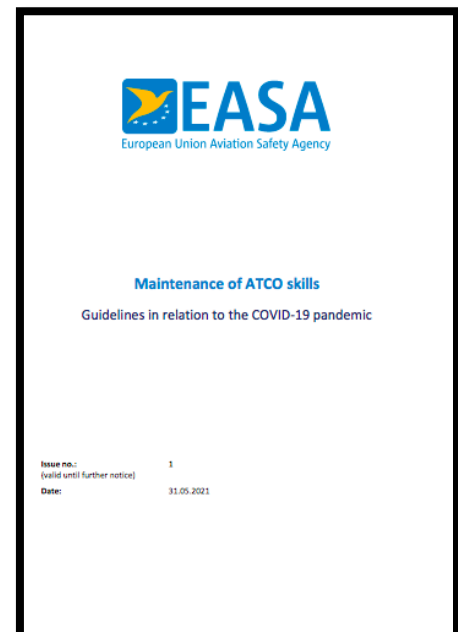 EASA
European Union Aviation Safety Agency
Maintenance of ATCO skills
Guidelines in relation to the COVID-19 pandemic
Issue no.: 1
(valid until further notice)
Date: 31.05.2021